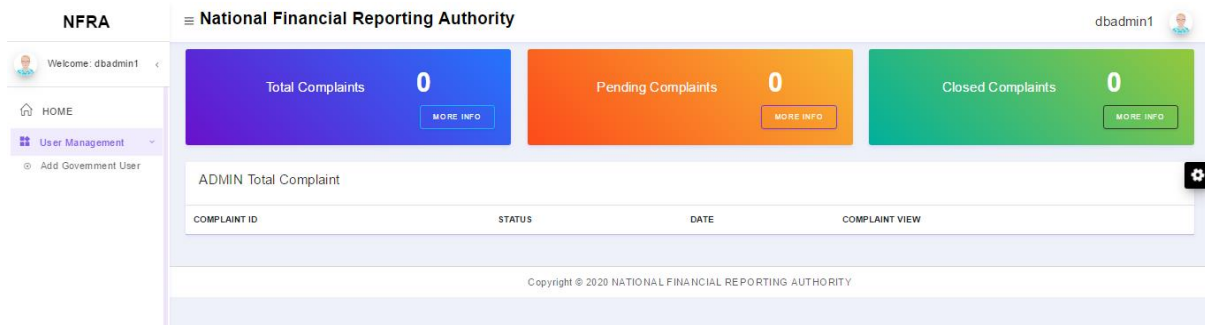 NFRA
≡ National Financial Reporting Authority
dbadmin1
Welcome: dbadmin1
HOME
User Management
Add Government User
Total Complaints 0
MORE INFO
Pending Complaints 0
MORE INFO
Closed Complaints 0
MORE INFO
ADMIN Total Complaint
COMPLAINT ID STATUS DATE COMPLAINT VIEW
Copyright © 2020 NATIONAL FINANCIAL REPORTING AUTHORITY